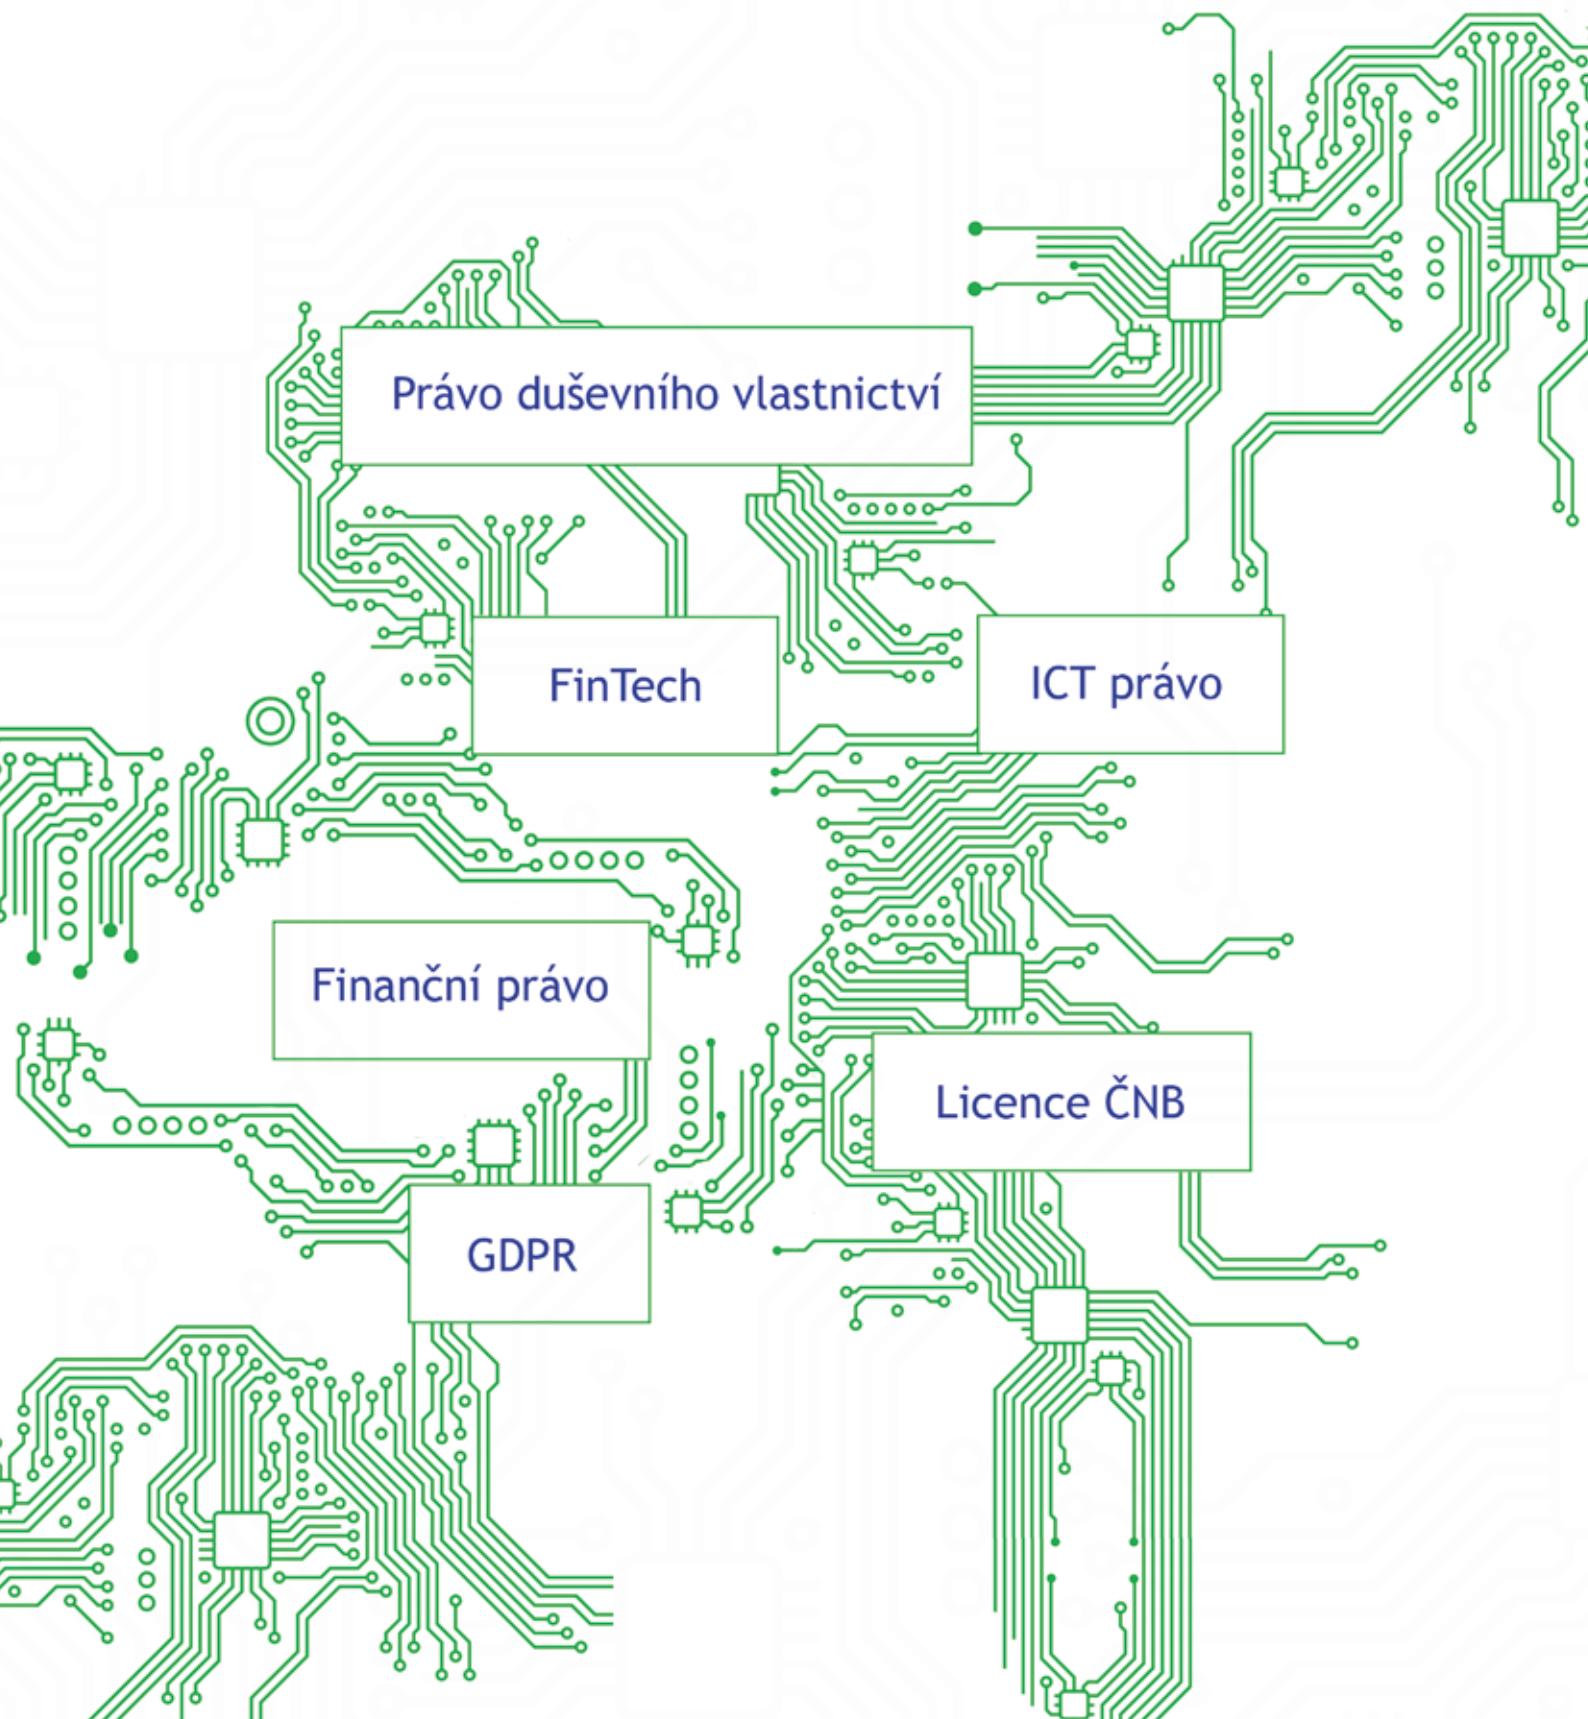 Právo duševního vlastnictví
FinTech
ICT právo
Finanční právo
Licence ČNB
GDPR